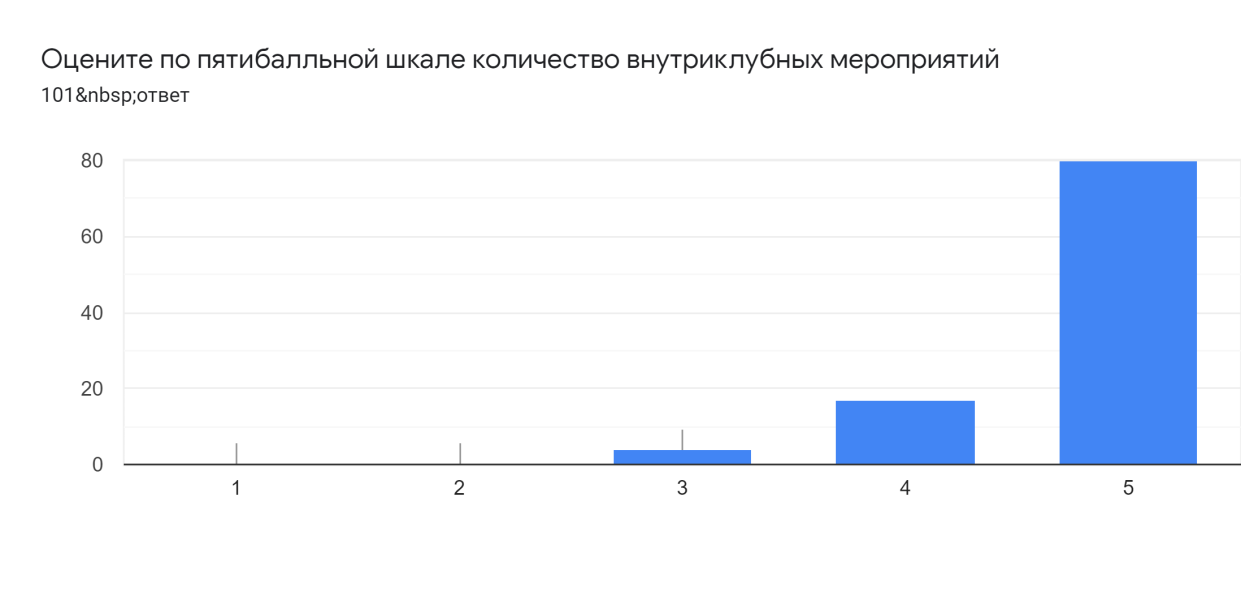 Оцените по пятибалльной шкале количество внутриклубных мероприятий
101&nbsp;ответ
80
60
40
20
0
1 2 3 4 5